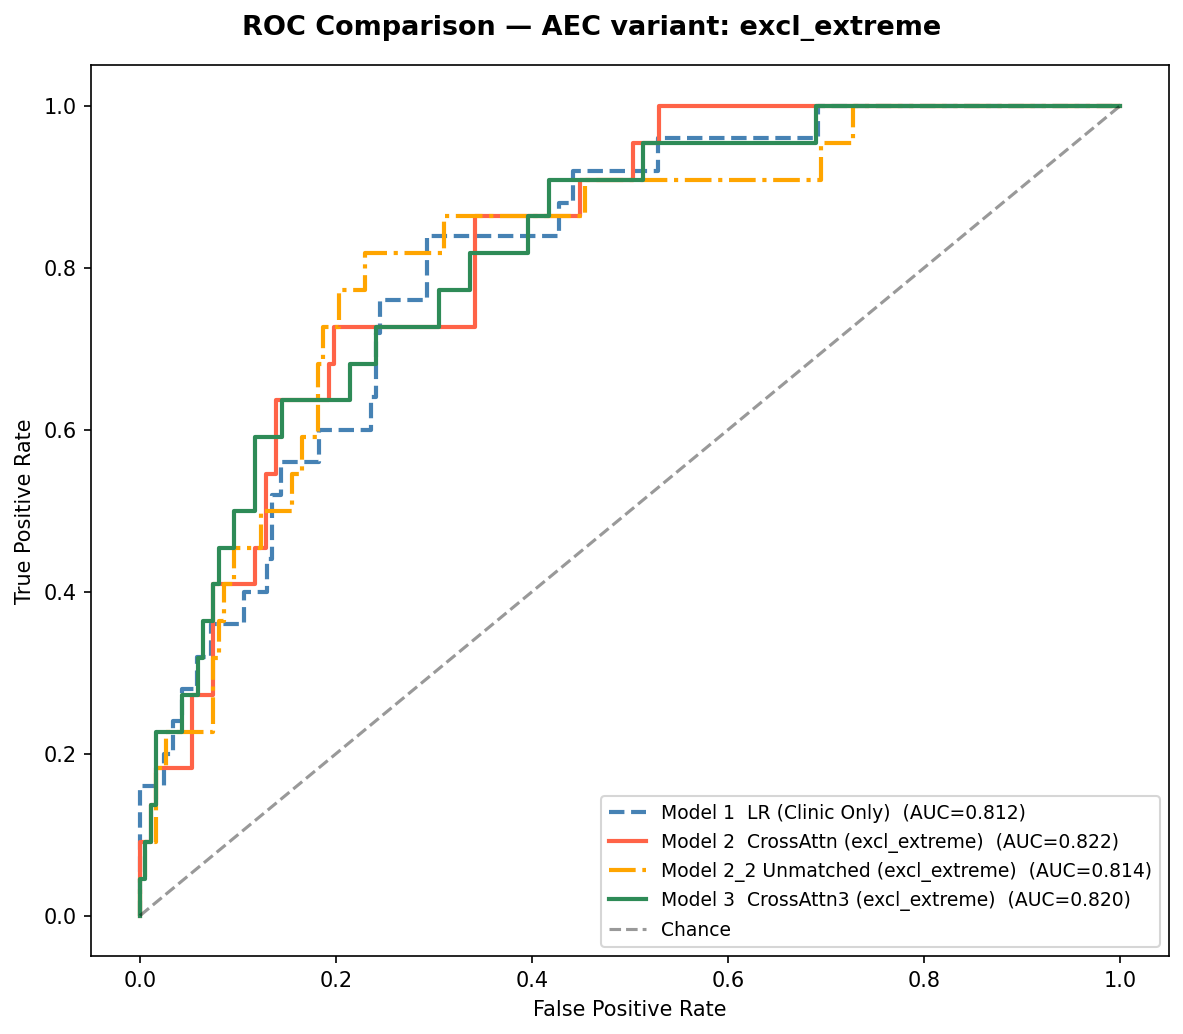 ROC Comparison — AEC variant: excl_extreme
True Positive Rate
1.0
0.8
0.6
0.4
0.2
0.0
Model 1  LR (Clinic Only)  (AUC=0.812)
Model 2  CrossAttn (excl_extreme)  (AUC=0.822)
Model 2_2 Unmatched (excl_extreme)  (AUC=0.814)
Model 3  CrossAttn3 (excl_extreme)  (AUC=0.820)
Chance
0.0 0.2 0.4 0.6 0.8 1.0
False Positive Rate